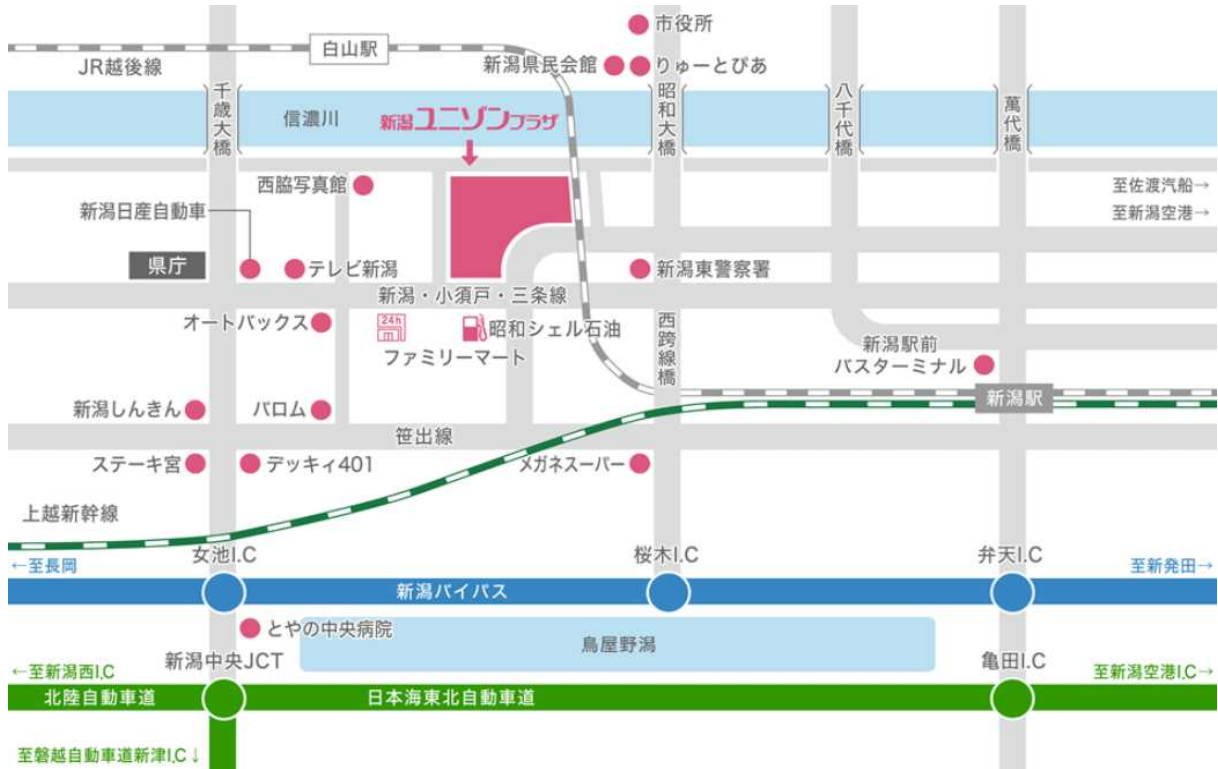 市役所
白山駅
JR越後線
新潟県民会館
りゅーとぴあ
千歳大橋
信濃川
新潟ユニゾンプラザ
昭和大橋
八千代橋
萬代橋
西脇写真館
至佐渡汽船→
新潟日産自動車
至新潟空港→
県庁
テレビ新潟
新潟東警察署
新潟・小須戸・三条線
オートバックス
24h
昭和シェル石油
ファミリーマート
西跨線橋
新潟駅前
バスターミナル
新潟駅
新潟しんきん
バロム
笹出線
ステーキ宮
デッキィ401
メガネスーパー
上越新幹線
女池I.C
桜木I.C
弁天I.C
←至長岡
新潟バイパス
至新発田→
とやの中央病院
鳥屋野潟
新潟中央JCT
亀田I.C
←至新潟西I.C
至新潟空港I.C→
北陸自動車道
日本海東北自動車道
至磐越自動車道新津I.C↓